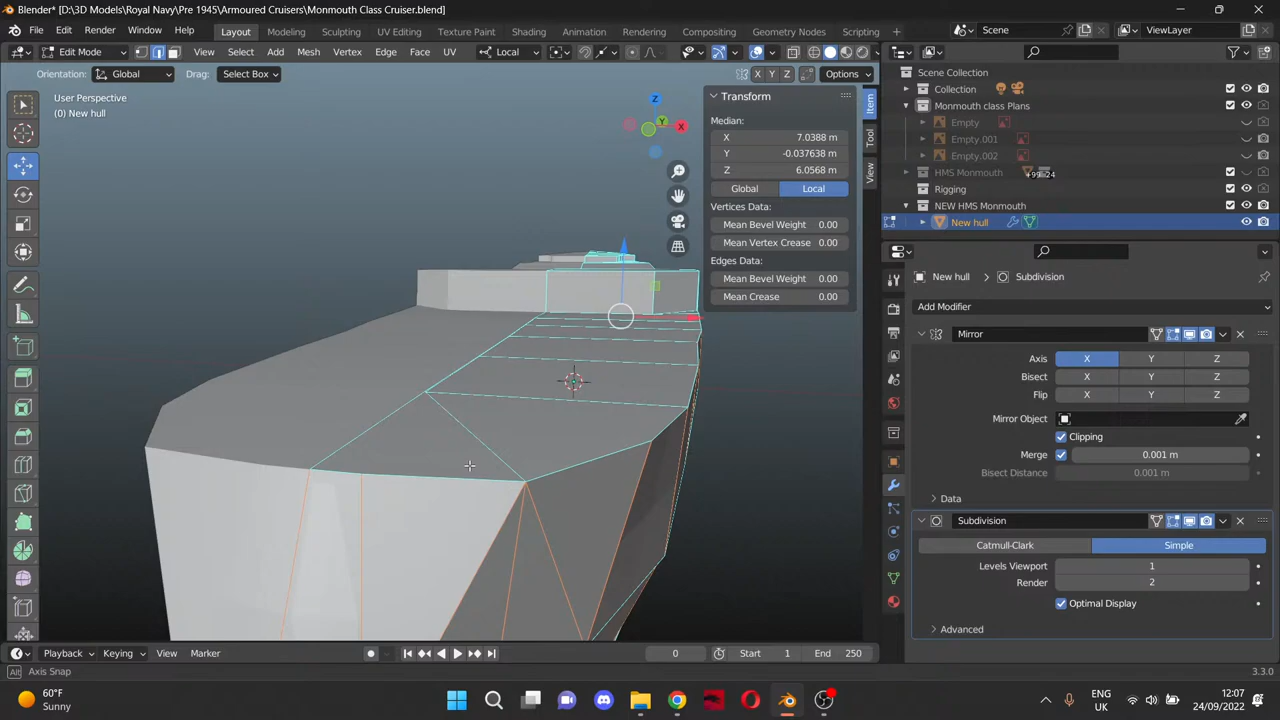 Blender* [D:\3D Models\Royal Navy\Pre 1945\Armoured Cruisers\Monmouth Class Cruiser.blend]
File Edit Render Window Help Layout Modeling Sculpting UV Editing Texture Paint Shading Animation Rendering Compositing Geometry Nodes Scripting Scene ViewLayer
Edit Mode View Select Add Mesh Vertex Edge Face UV Local
Orientation: Global Drag: Select Box X Y Z Options
User Perspective
(0) New hull
Z
Y
X
Transform
Median:
X 7.0388 m
Y -0.037638 m
Z 6.0568 m
Global Local
Vertices Data:
Mean Bevel Weight 0.00
Mean Vertex Crease 0.00
Edges Data:
Mean Bevel Weight 0.00
Mean Crease 0.00
Item
Tool
View
Scene Collection
Collection
Monmouth class Plans
Empty
Empty.001
Empty.002
HMS Monmouth
Rigging
NEW HMS Monmouth
New hull
New hull Subdivision
Add Modifier
Mirror
Axis X Y Z
Bisect X Y Z
Flip X Y Z
Mirror Object
Clipping
Merge 0.001 m
Bisect Distance 0.001 m
Data
Subdivision
Catmull-Clark Simple
Levels Viewport 1
Render 2
Optimal Display
Advanced
Playback Keying View Marker 0 Start 1 End 250
Alt Axis Snap 3.3.0
60°F
Sunny
ENG
UK
12:07
24/09/2022